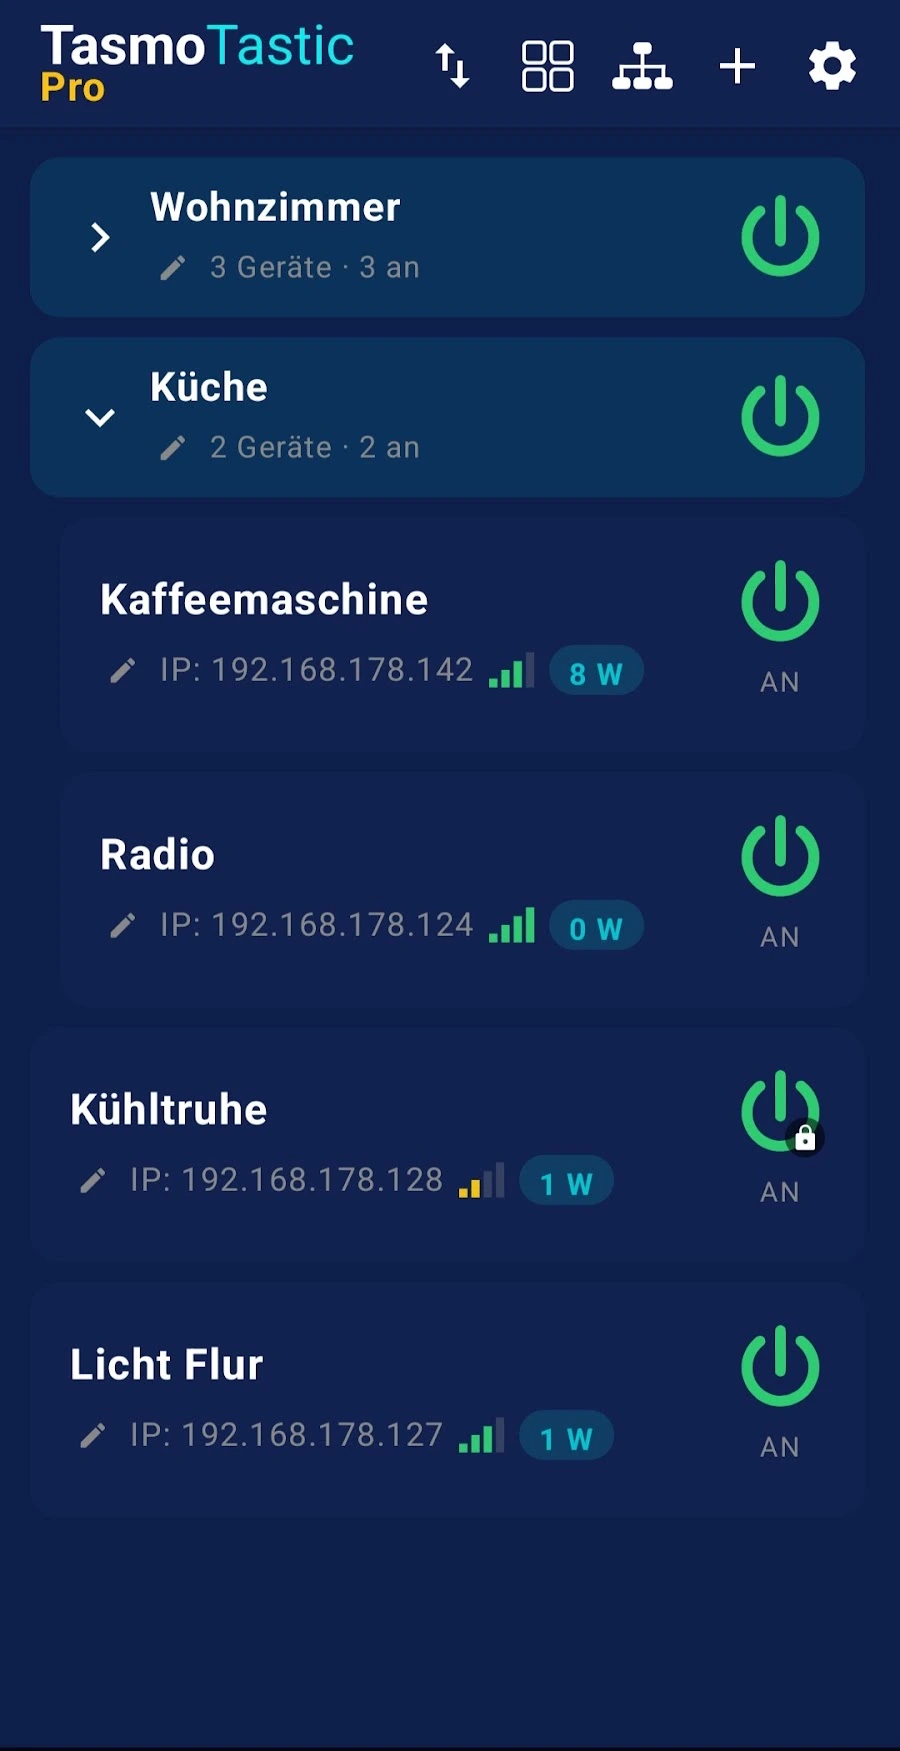 TasmoTastic
Pro
Wohnzimmer
3 Geräte · 3 an
Küche
2 Geräte · 2 an
Kaffeemaschine
IP: 192.168.178.142 8 W
AN
Radio
IP: 192.168.178.124 0 W
AN
Kühltruhe
IP: 192.168.178.128 1 W
AN
Licht Flur
IP: 192.168.178.127 1 W
AN